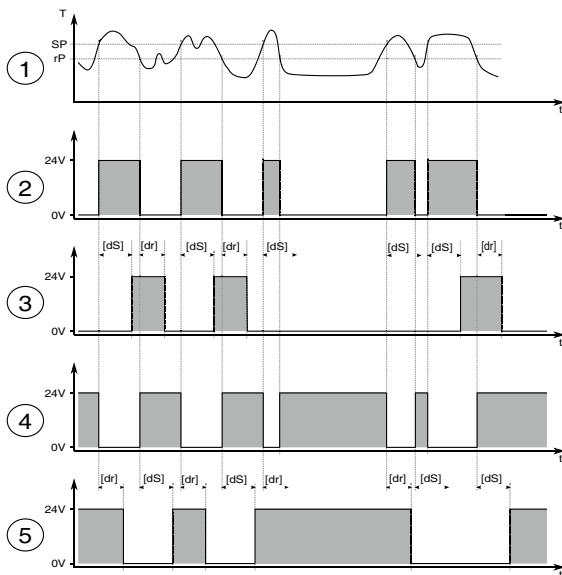 T
SP
rP
1
t
24V
2
0V
t
[dS] [dr] [dS] [dr] [dS] [dS] [dS] [dr]
24V
3
0V
t
24V
4
0V
t
[dr] [dS] [dr] [dS] [dr] [dr] [dS] [dS]
24V
5
0V
t